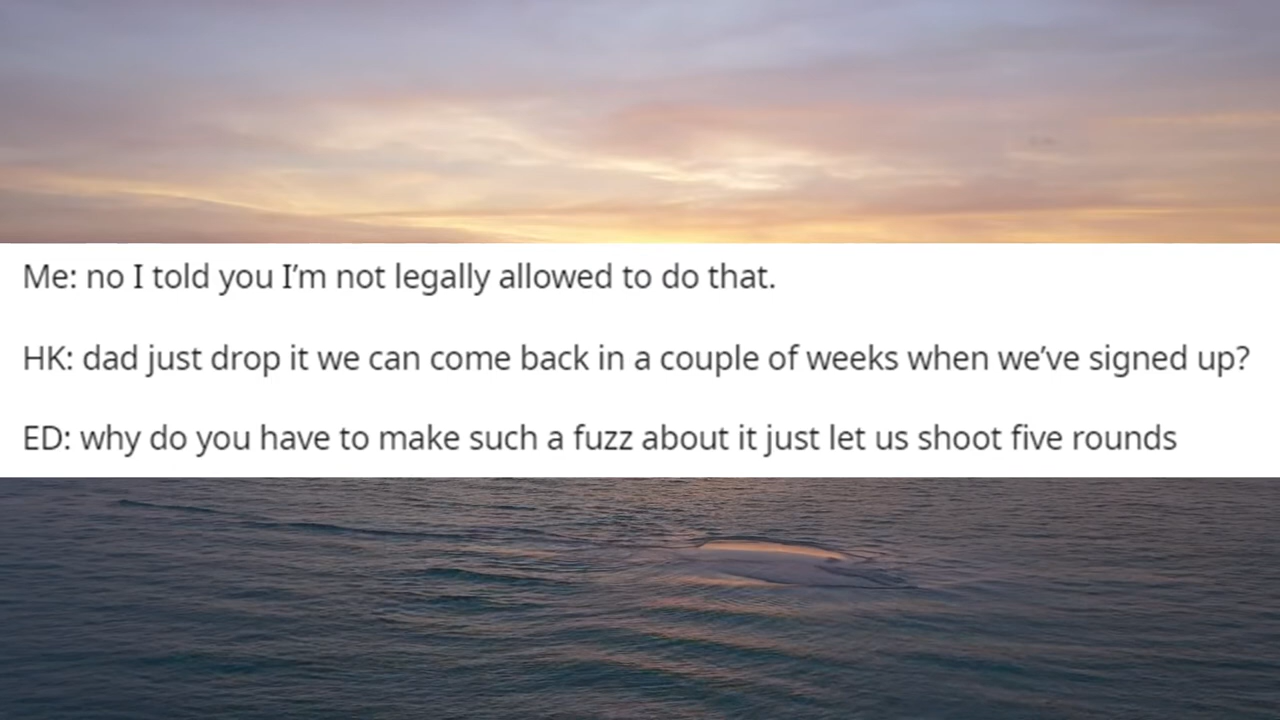 Me: no I told you I’m not legally allowed to do that.
HK: dad just drop it we can come back in a couple of weeks when we’ve signed up?
ED: why do you have to make such a fuzz about it just let us shoot five rounds